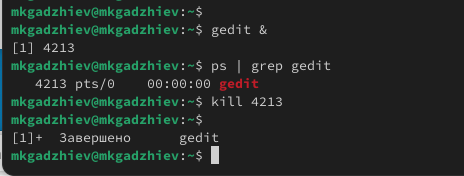 mkgadzhiev@mkgadzhiev:~$
mkgadzhiev@mkgadzhiev:~$ gedit &
[1] 4213
mkgadzhiev@mkgadzhiev:~$ ps | grep gedit
4213 pts/0 00:00:00 gedit
mkgadzhiev@mkgadzhiev:~$ kill 4213
mkgadzhiev@mkgadzhiev:~$
[1]+ Завершено gedit
mkgadzhiev@mkgadzhiev:~$